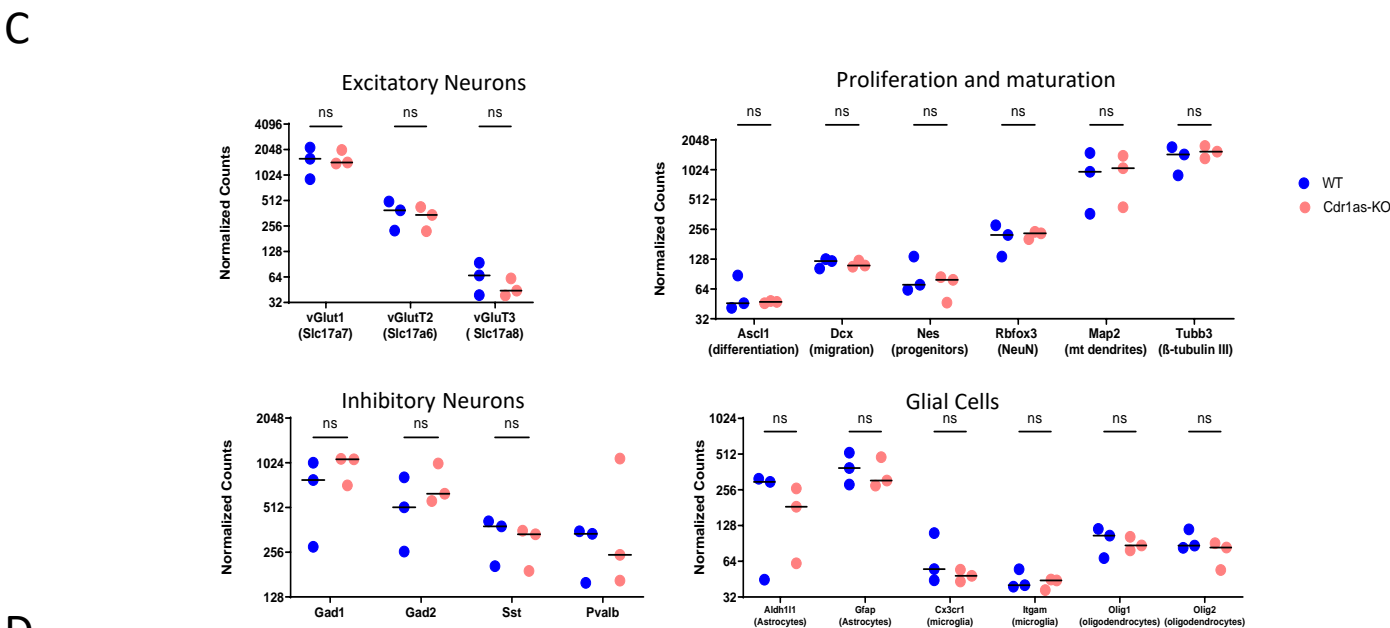 C
Excitatory Neurons
ns ns ns
Normalized Counts
4096
2048
1024
512
256
128
64
32
vGlut1 vGlutT2 vGluT3
(Slc17a7) (Slc17a6) ( Slc17a8)
Proliferation and maturation
ns ns ns ns ns ns
Normalized Counts
2048
1024
512
256
128
64
32
Ascl1 Dcx Nes Rbfox3 Map2 Tubb3
(differentiation) (migration) (progenitors) (NeuN) (mt dendrites) (ß-tubulin III)
WT
Cdr1as-KO
Inhibitory Neurons
ns ns ns
Normalized Counts
2048
1024
512
256
128
Gad1 Gad2 Sst Pvalb
Glial Cells
ns ns ns ns ns ns
Normalized Counts
1024
512
256
128
64
32
Aldh1l1 Gfap Cx3cr1 Itgam Olig1 Olig2
(Astrocytes) (Astrocytes) (microglia) (microglia) (oligodendrocytes) (oligodendrocytes)
D